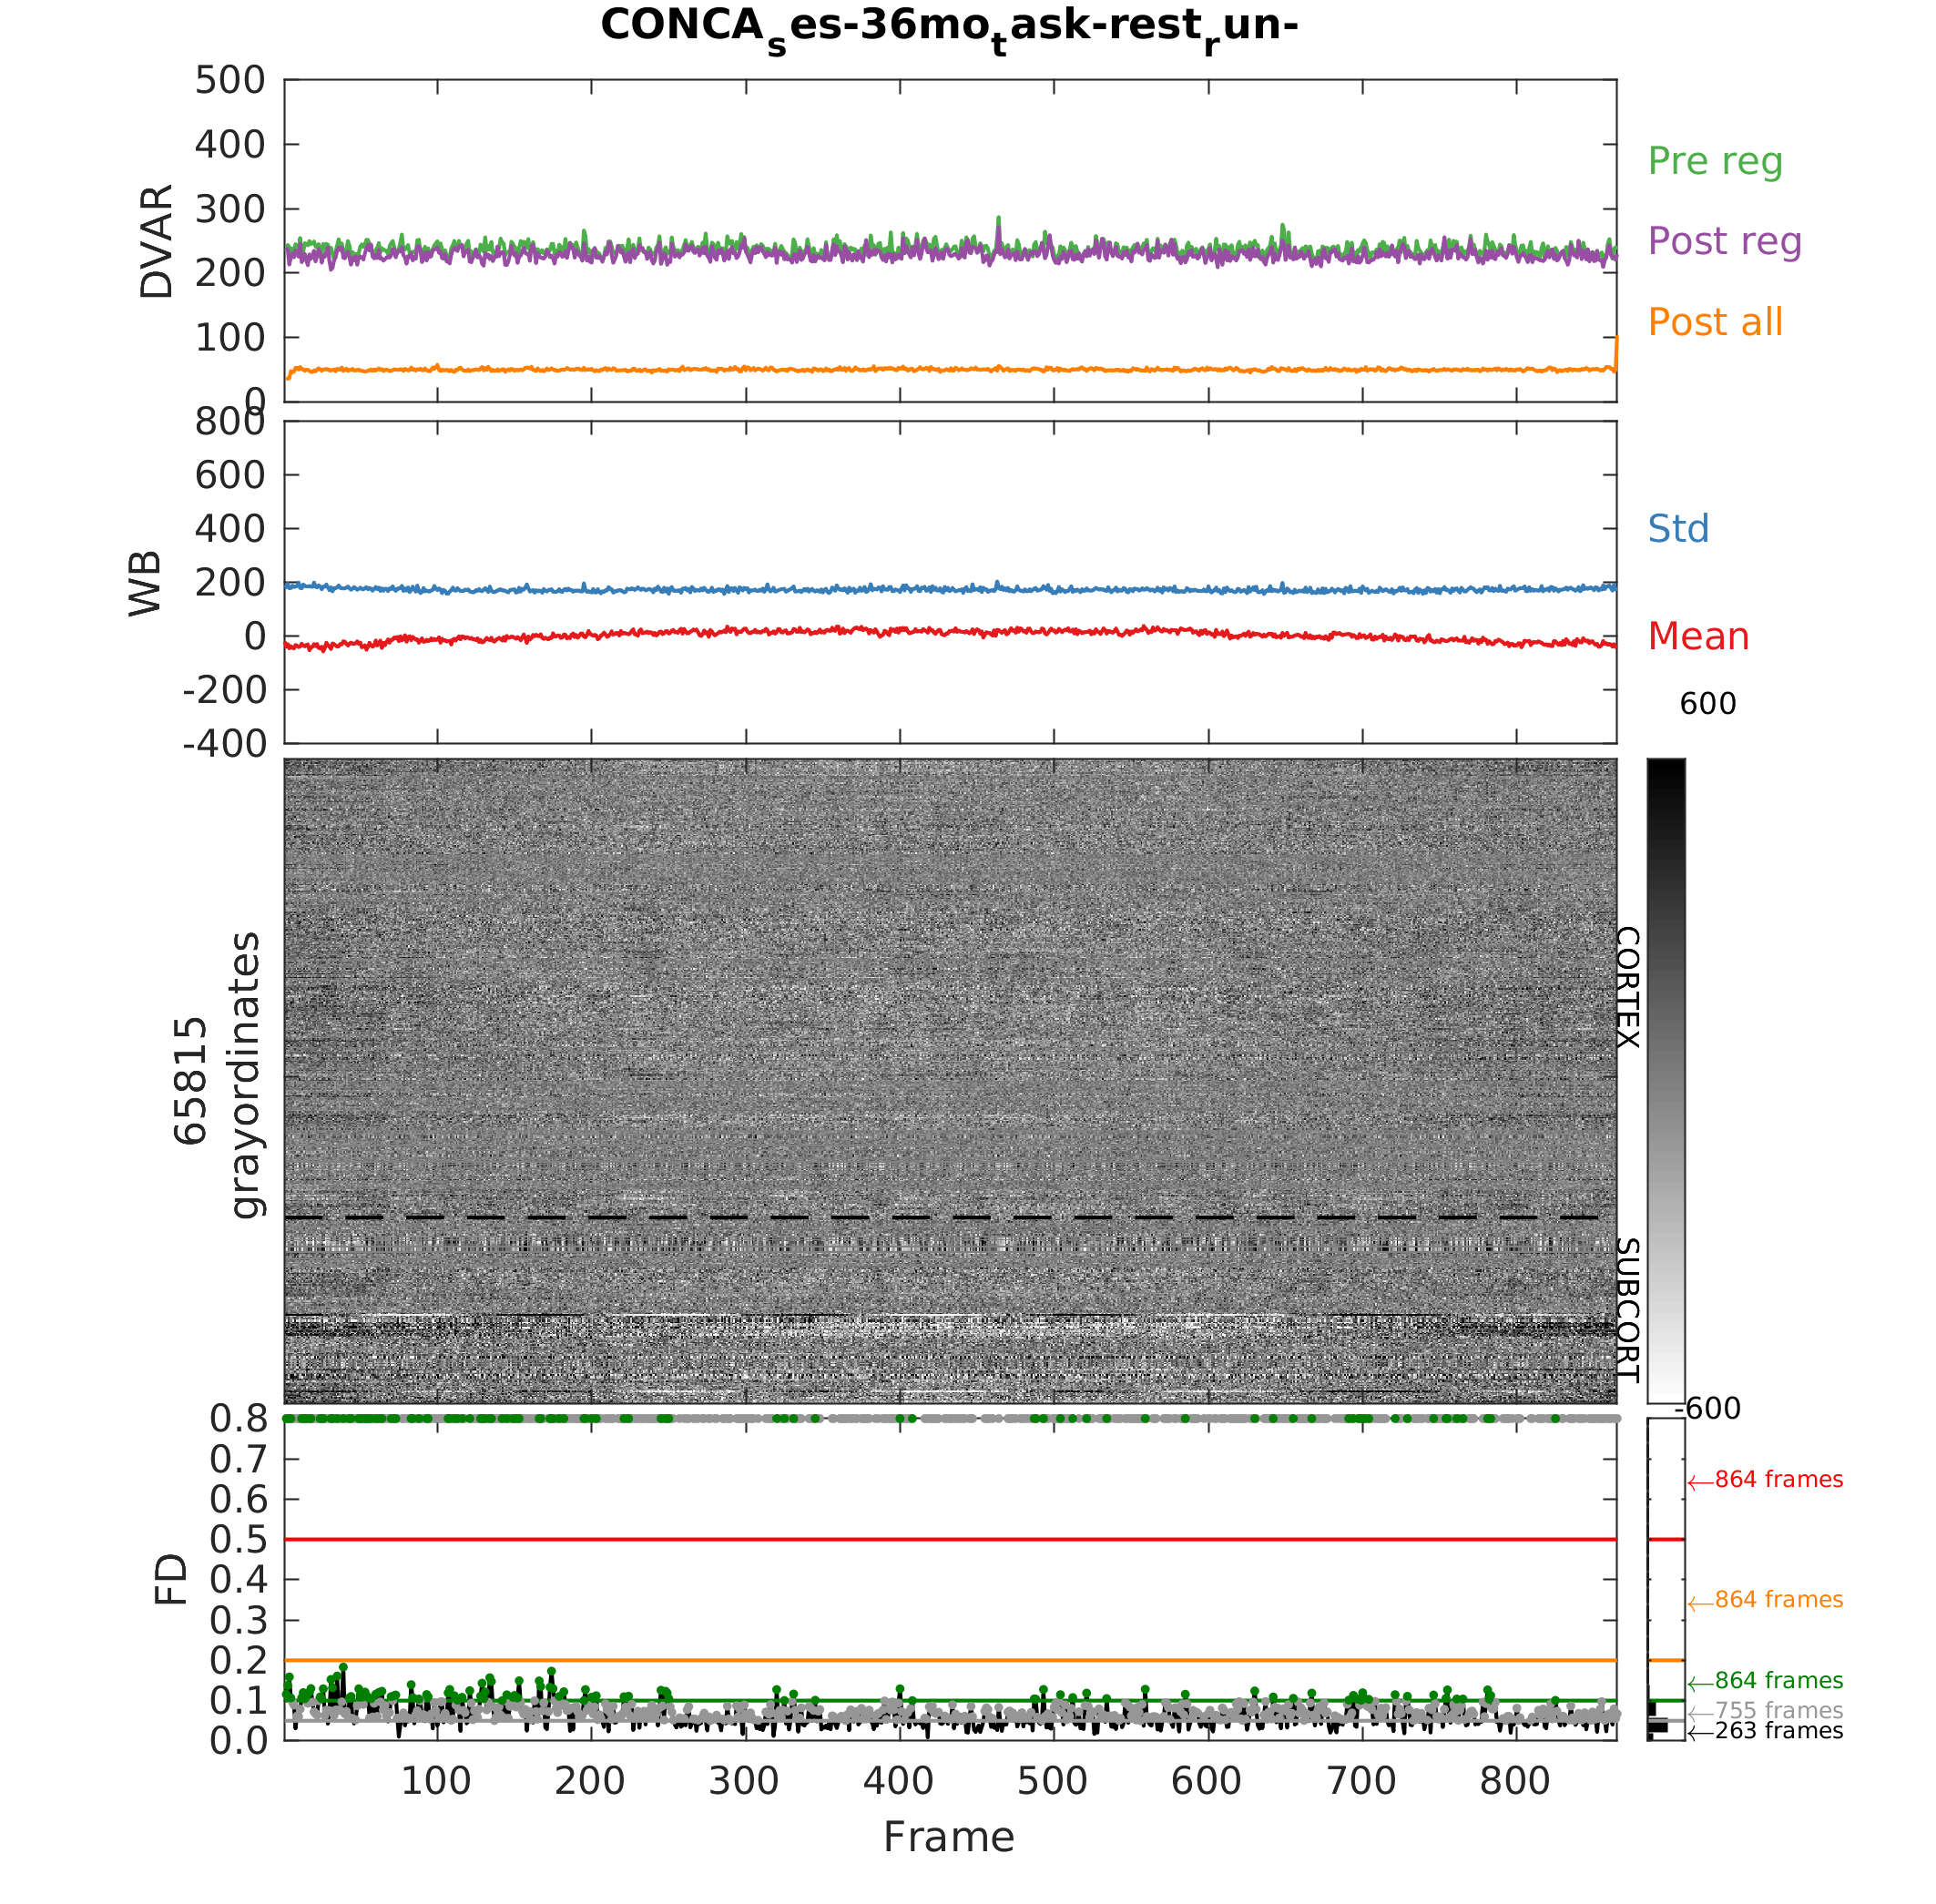 CONCAses-36motask-restrun-
500
400
300
200
100
0
DVAR
Pre reg
Post reg
Post all
800
600
400
200
0
-200
-400
WB
Std
Mean
600
65815
grayordinates
CORTEX
SUBCORT
-600
0.8
0.7
0.6
0.5
0.4
0.3
0.2
0.1
0.0
FD
←864 frames
←864 frames
←864 frames
←755 frames
←263 frames
100 200 300 400 500 600 700 800
Frame